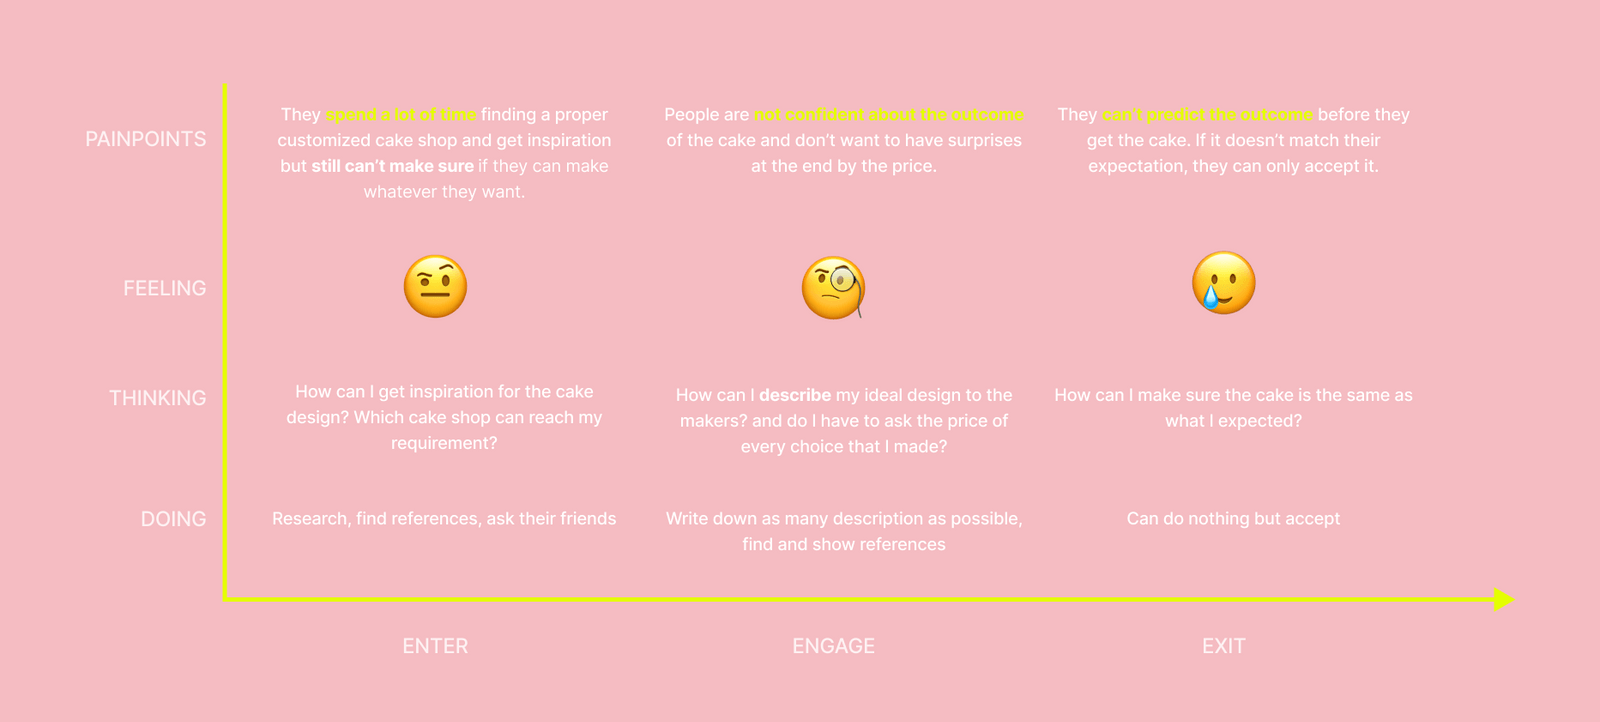 PAINPOINTS
They spend a lot of time finding a proper
customized cake shop and get inspiration
but still can't make sure if they can make
whatever they want.
People are not confident about the outcome
of the cake and don't want to have surprises
at the end by the price.
They can't predict the outcome before they
get the cake. If it doesn't match their
expectation, they can only accept it.
FEELING
THINKING
How can I get inspiration for the cake
design? Which cake shop can reach my
requirement?
How can I describe my ideal design to the
makers? and do I have to ask the price of
every choice that I made?
How can I make sure the cake is the same as
what I expected?
DOING
Research, find references, ask their friends
Write down as many description as possible,
find and show references
Can do nothing but accept
ENTER
ENGAGE
EXIT